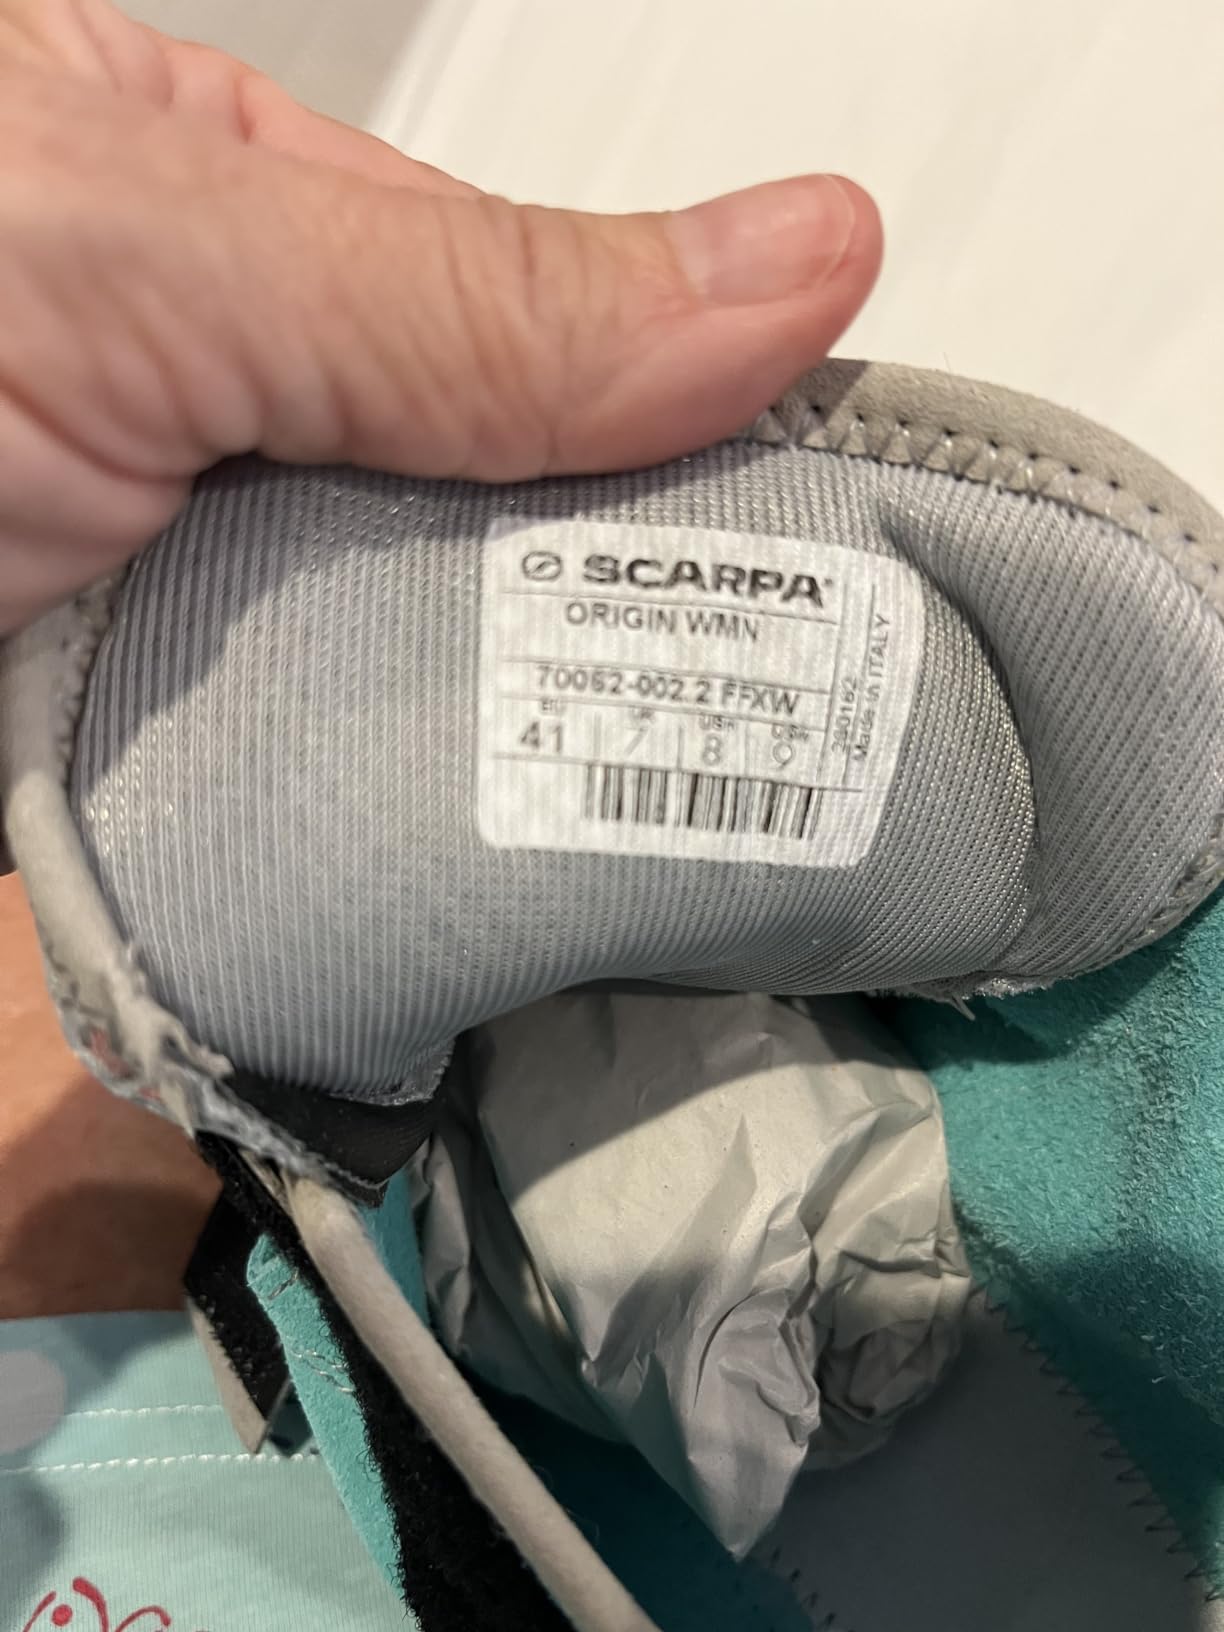 SCARPA
ORIGIN WMN
70062-002.2 FFXW
EU UK USM USW
41 7 8 9
Made in ITALY